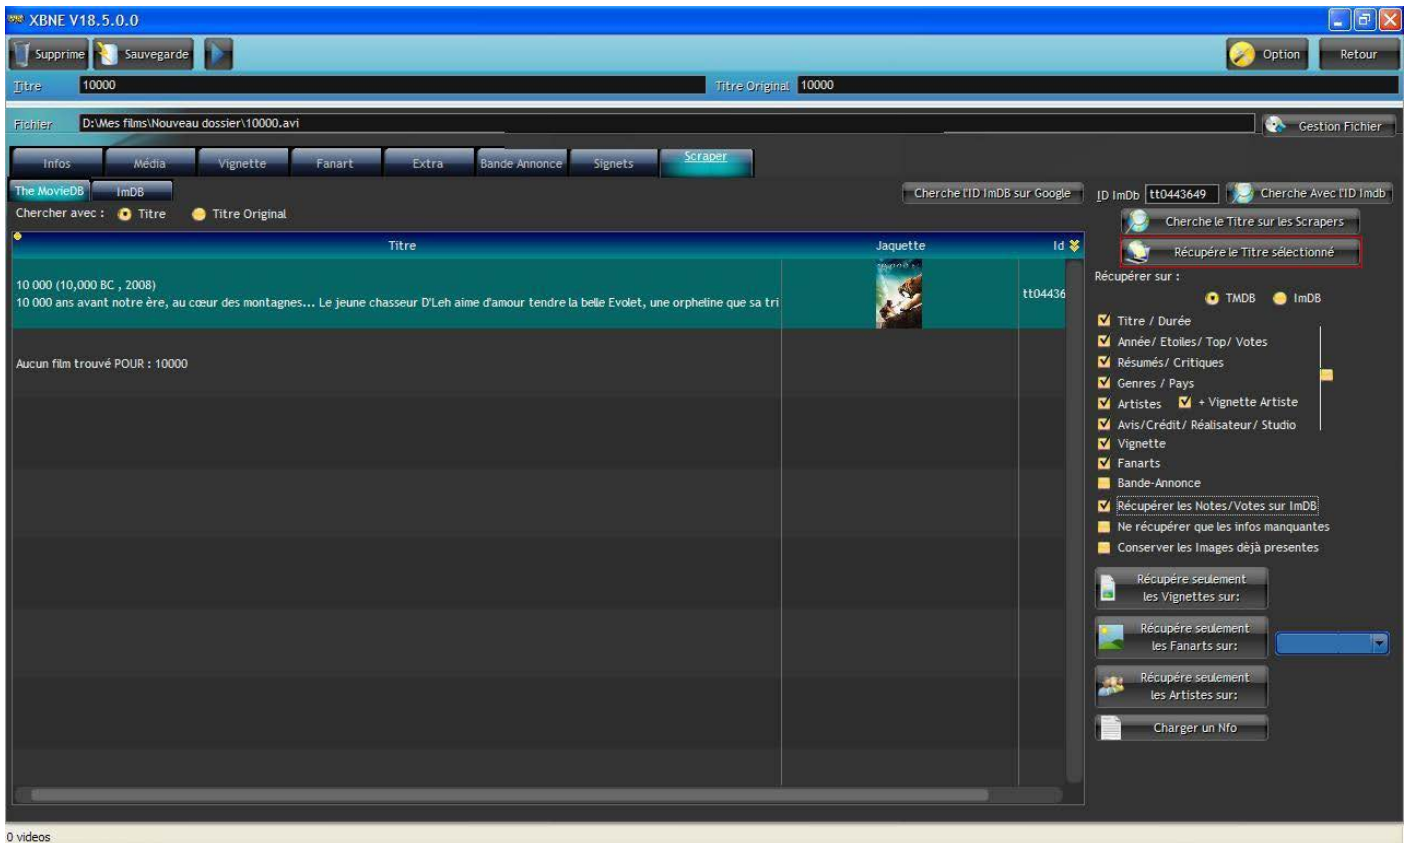 XBNE V18.5.0.0
Supprime Sauvegarde Option Retour
Titre 10000 Titre Original 10000
Fichier D:\Mes films\Nouveau dossier\10000.avi Gestion Fichier
Infos Média Vignette Fanart Extra Bande Annonce Signets Scraper
The MovieDB ImDB Cherche l'ID ImDB sur Google ID ImDb tt0443649 Cherche Avec l'ID Imdb
Chercher avec : Titre Titre Original
Cherche le Titre sur les Scrapers
Titre Jaquette Id
Récupére le Titre sélectionné
10 000 (10,000 BC , 2008)
10 000 ans avant notre ère, au cœur des montagnes... Le jeune chasseur D'Leh aime d'amour tendre la belle Evolet, une orpheline que sa tri
tt04436
Aucun film trouvé POUR : 10000
Récupérer sur :
TMDB ImDB
Titre / Durée
Année/ Etoiles/ Top/ Votes
Résumés/ Critiques
Genres / Pays
Artistes + Vignette Artiste
Avis/Crédit/ Réalisateur/ Studio
Vignette
Fanarts
Bande-Annonce
Récupérer les Notes/Votes sur ImDB
Ne récupérer que les infos manquantes
Conserver les Images dèjà presentes
Récupére seulement
les Vignettes sur:
Récupére seulement
les Fanarts sur:
Récupére seulement
les Artistes sur:
Charger un Nfo
0 videos